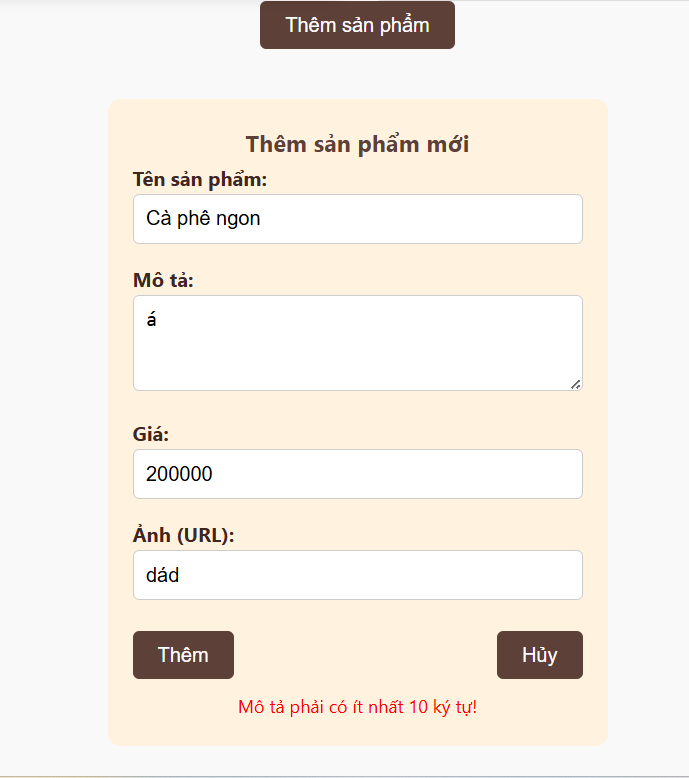 Thêm sản phẩm
Thêm sản phẩm mới
Tên sản phẩm:
Cà phê ngon
Mô tả:
á
Giá:
200000
Ảnh (URL):
dád
Thêm
Hủy
Mô tả phải có ít nhất 10 ký tự!